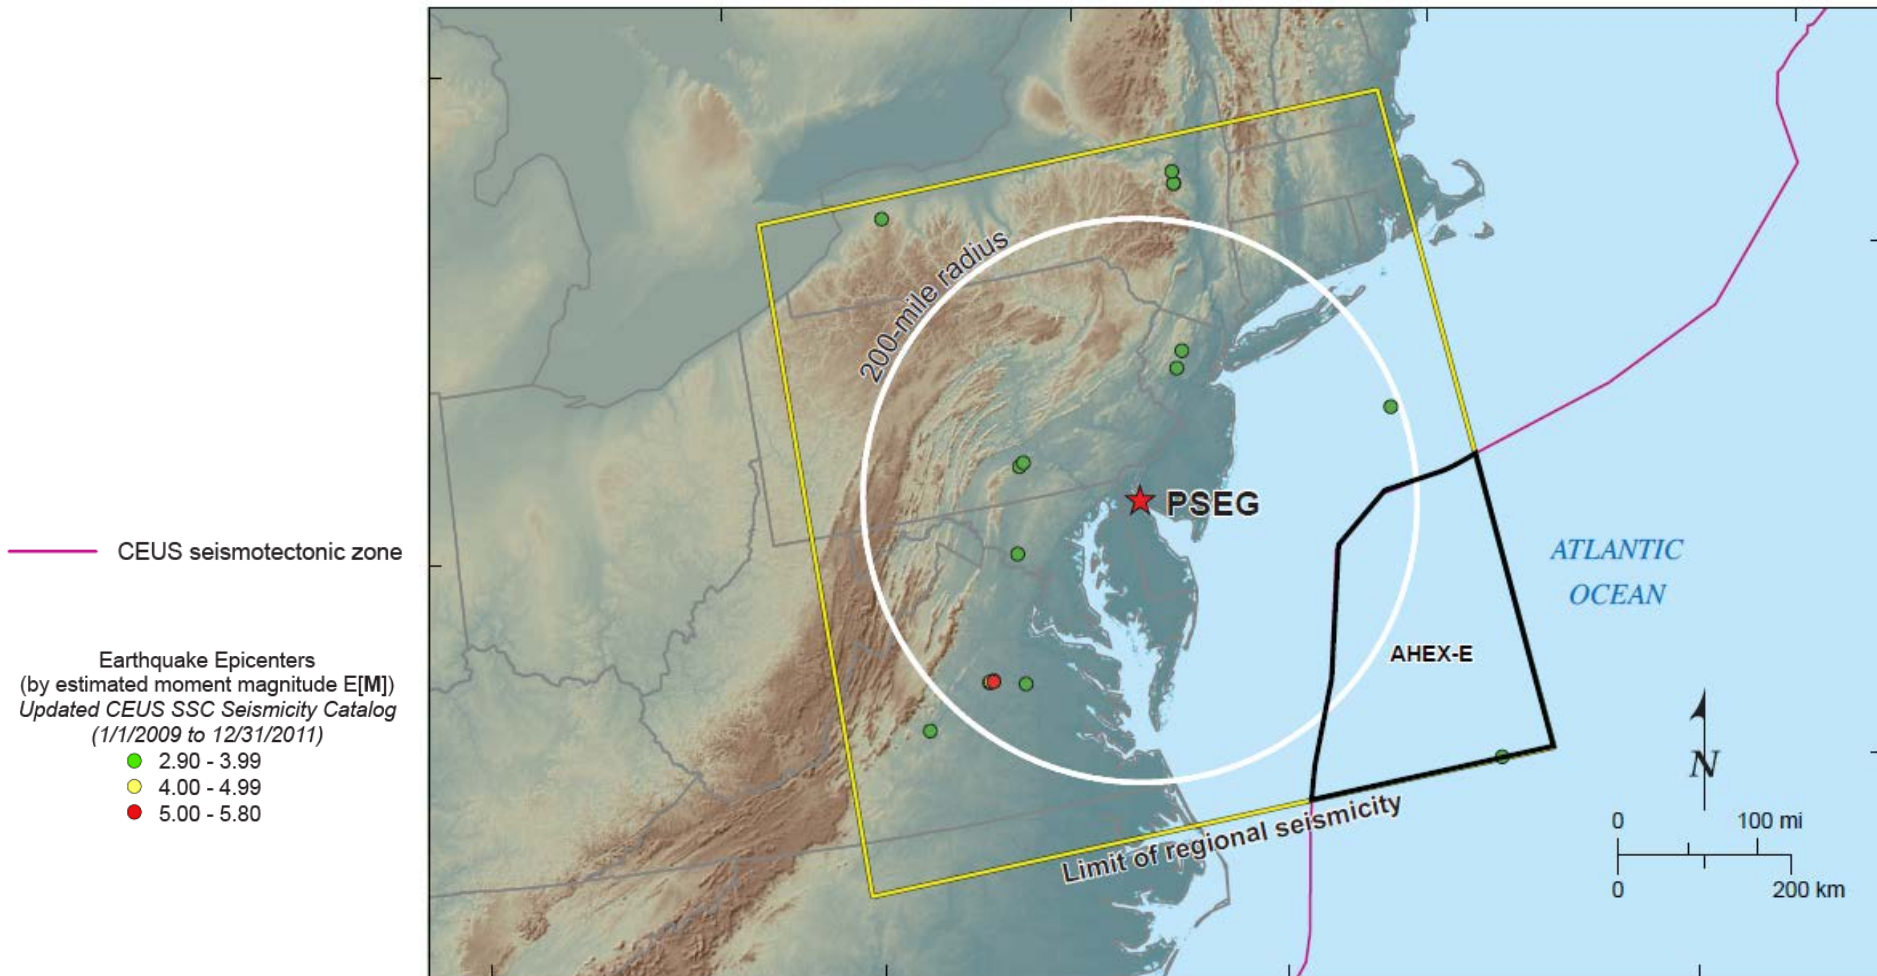 CEUS seismotectonic zone
Earthquake Epicenters
(by estimated moment magnitude E[M])
Updated CEUS SSC Seismicity Catalog
(1/1/2009 to 12/31/2011)
2.90 - 3.99
4.00 - 4.99
5.00 - 5.80
200-mile radius
PSEG
ATLANTIC
OCEAN
AHEX-E
Limit of regional seismicity
N
0 100 mi
0 200 km